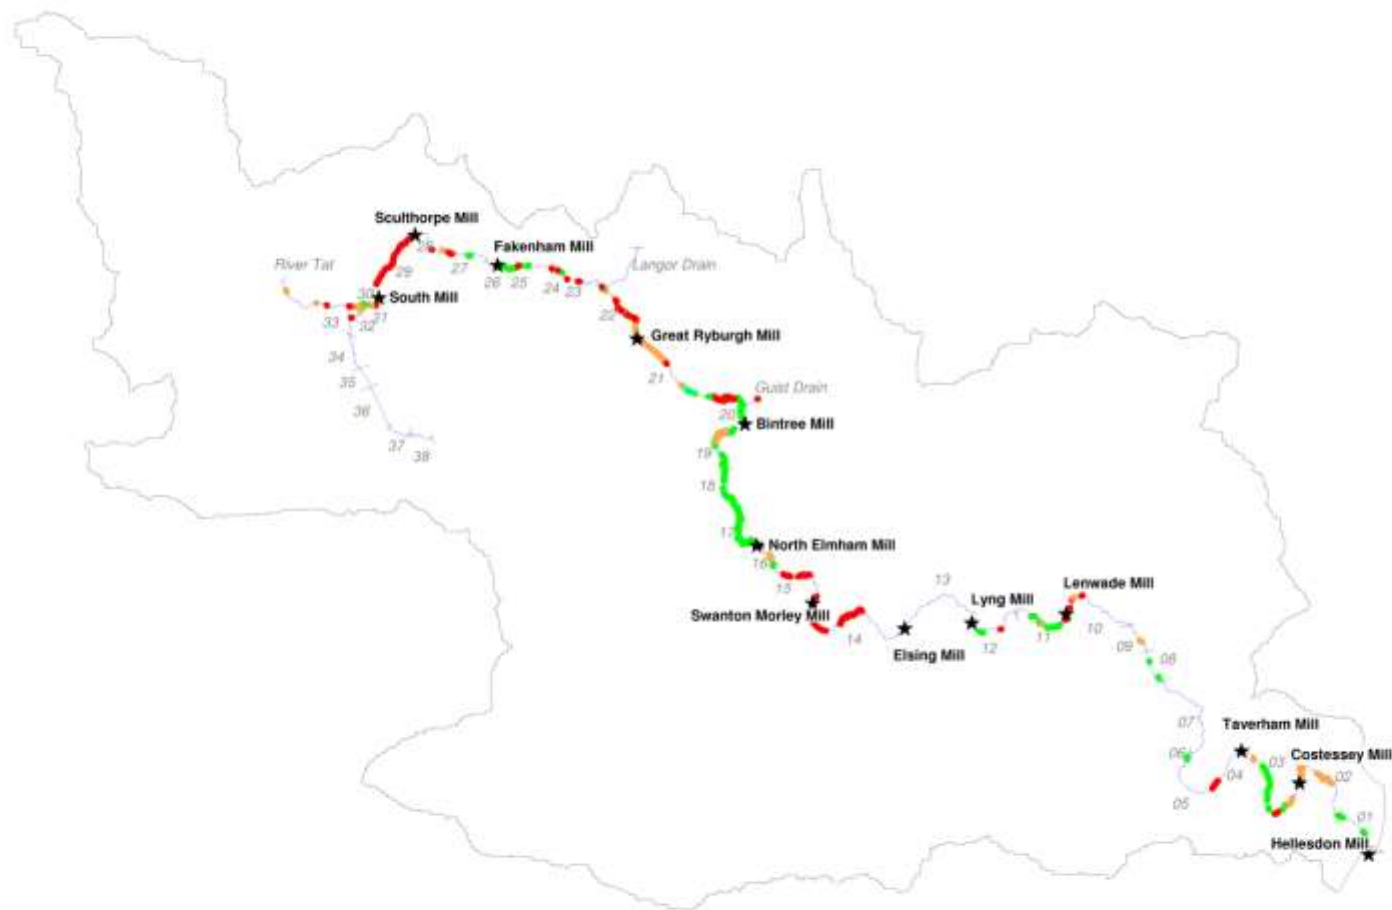 Sculthorpe Mill
28
Fakenham Mill
River Tat
29
27
Langor Drain
26
25
24
23
30
South Mill
31
33
32
22
Great Ryburgh Mill
34
21
35
Guist Drain
36
20
Bintree Mill
37
38
19
18
17
North Elmham Mill
16
15
13
Lenwade Mill
Lyng Mill
Swanton Morley Mill
14
11
10
12
09
Elsing Mill
08
07
Taverham Mill
06
03
Costessey Mill
04
02
05
01
Hellesdon Mill